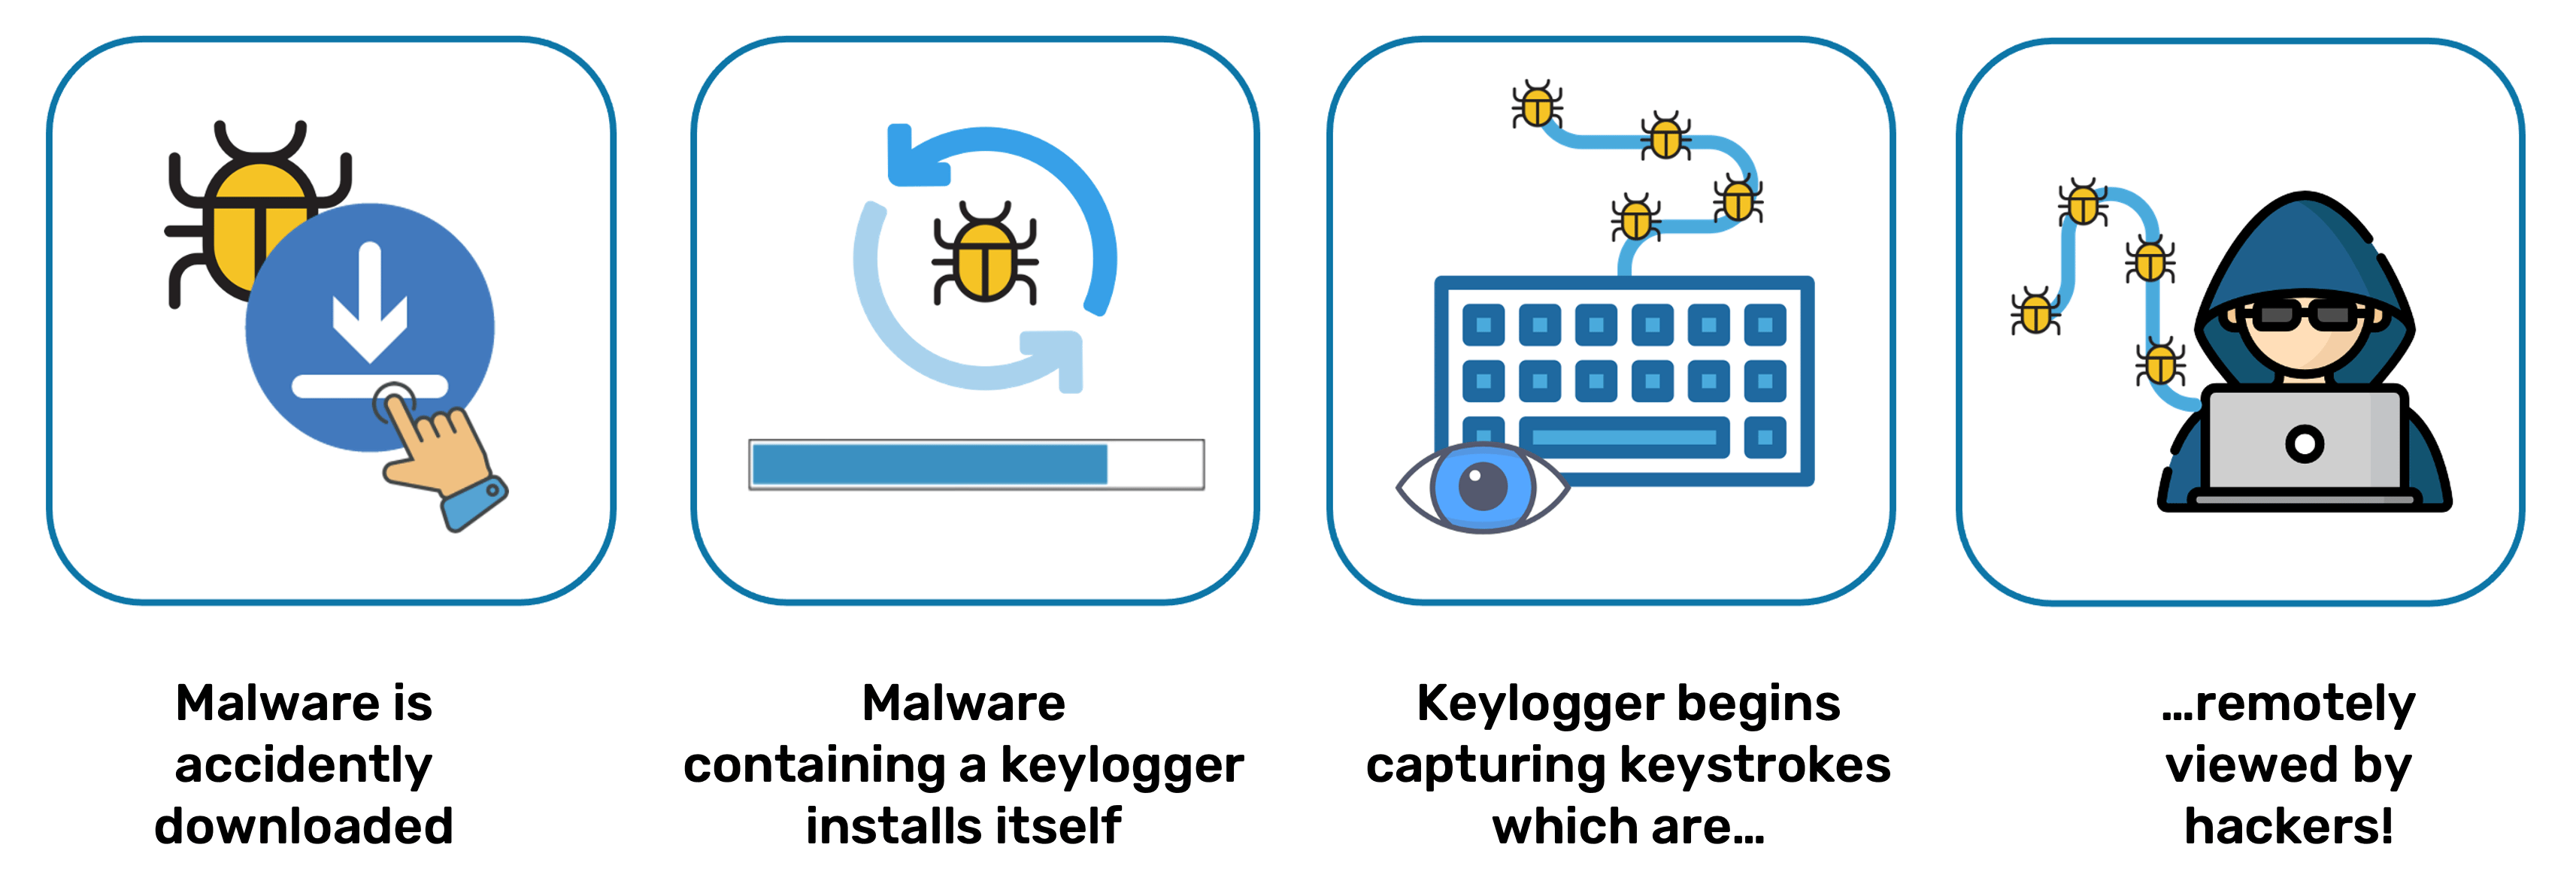 Malware is
accidently
downloaded
Malware
containing a keylogger
installs itself
Keylogger begins
capturing keystrokes
which are...
...remotely
viewed by
hackers!